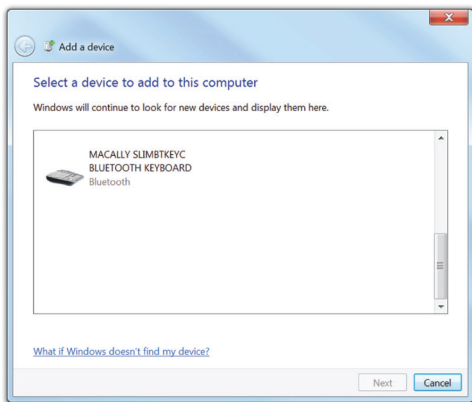 Add a device
Select a device to add to this computer
Windows will continue to look for new devices and display them here.
MACALLY SLIMBTKEYC
BLUETOOTH KEYBOARD
Bluetooth
What if Windows doesn't find my device?
Next
Cancel